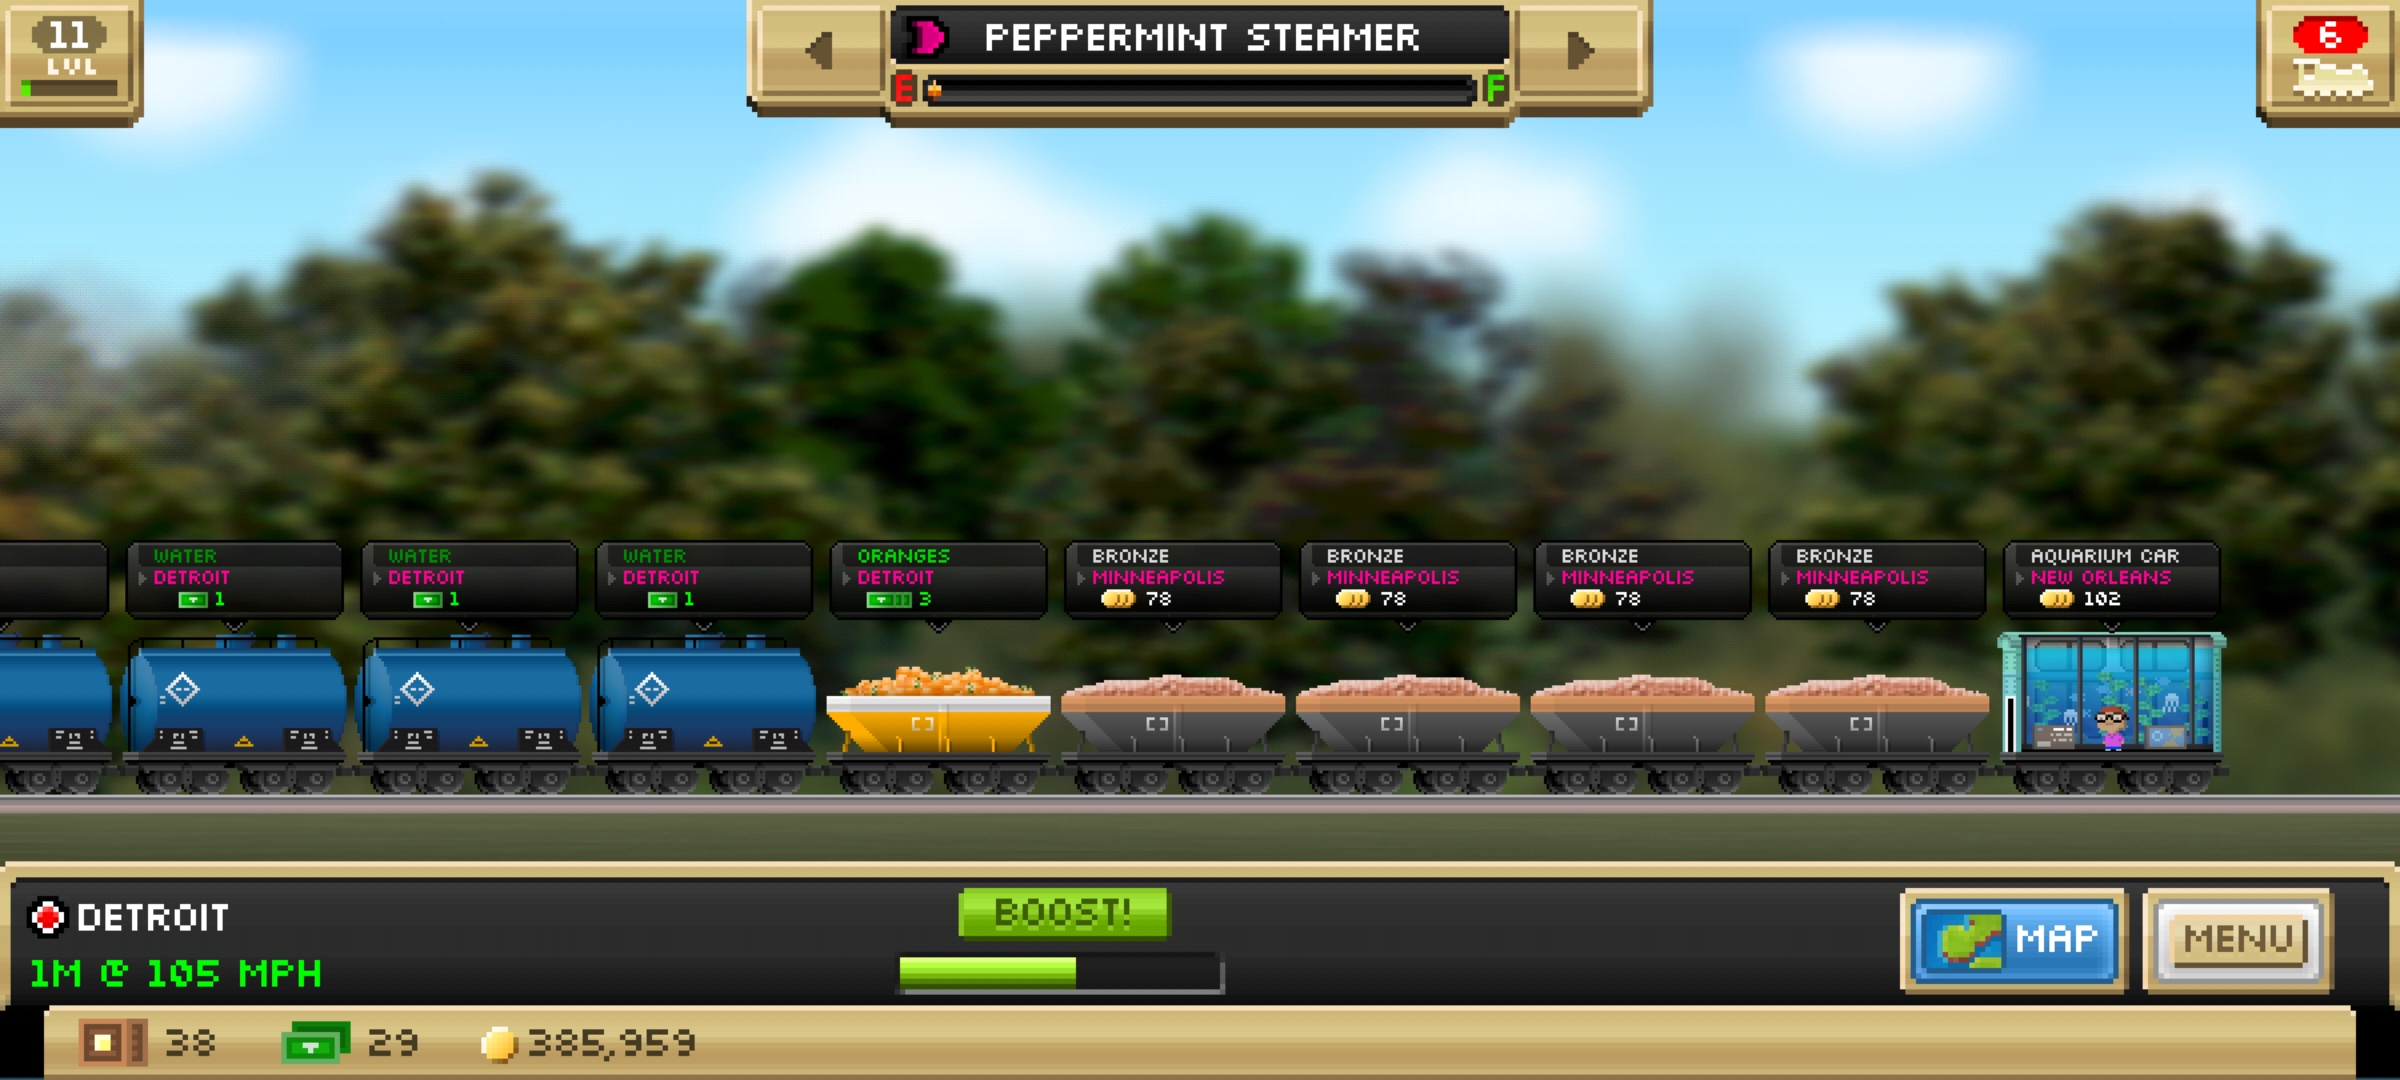 11
LVL
PEPPERMINT STEAMER
E F
6
WATER
DETROIT
1
WATER
DETROIT
1
WATER
DETROIT
1
ORANGES
DETROIT
3
BRONZE
MINNEAPOLIS
78
BRONZE
MINNEAPOLIS
78
BRONZE
MINNEAPOLIS
78
BRONZE
MINNEAPOLIS
78
AQUARIUM CAR
NEW ORLEANS
102
DETROIT
1M @ 105 MPH
BOOST!
MAP
MENU
38
29
385,959